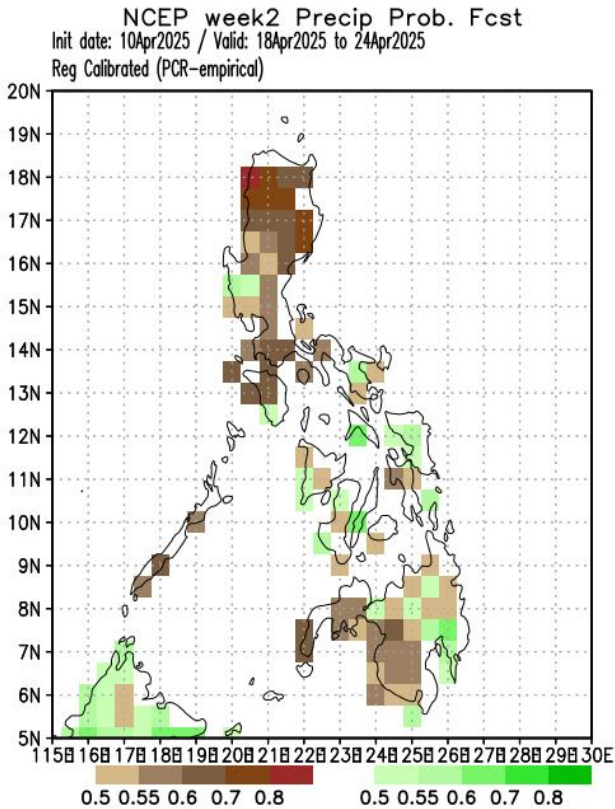 NCEP week2 Precip Prob. Fcst
Init date: 10Apr2025 / Valid: 18Apr2025 to 24Apr2025
Reg Calibrated (PCR-empirical)
20N
19N
18N
17N
16N
15N
14N
13N
12N
11N
10N
9N
8N
7N
6N
5N
115E 116E 117E 118E 119E 120E 121E 122E 123E 124E 125E 126E 127E 128E 129E 130E
0.5 0.55 0.6 0.7 0.8 0.5 0.55 0.6 0.7 0.8